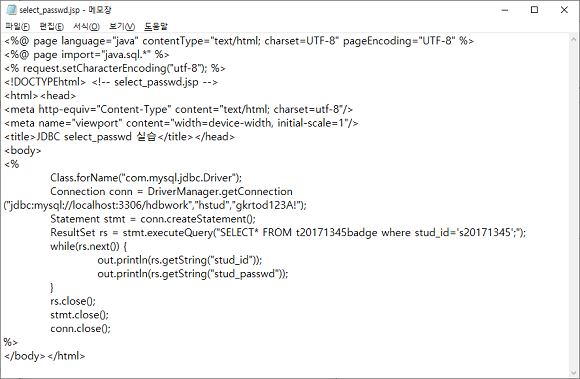 select_passwd.jsp - 메모장
파일(F) 편집(E) 서식(O) 보기(V) 도움말
<%@ page language="java" contentType="text/html; charset=UTF-8" pageEncoding="UTF-8" %>
<%@ page import="java.sql.*" %>
<% request.setCharacterEncoding("utf-8"); %>
<!DOCTYPEhtml> <!-- select_passwd.jsp -->
<html><head>
<meta http-equiv="Content-Type" content="text/html; charset=utf-8"/>
<meta name="viewport" content="width=device-width, initial-scale=1"/>
<title>JDBC select_passwd 실습</title></head>
<body>
<%
Class.forName("com.mysql.jdbc.Driver");
Connection conn = DriverManager.getConnection
("jdbc:mysql://localhost:3306/hdbwork","hstud","gkrtod123A!");
Statement stmt = conn.createStatement();
ResultSet rs = stmt.executeQuery("SELECT* FROM t20171345badge where stud_id='s20171345';");
while(rs.next()) {
out.println(rs.getString("stud_id"));
out.println(rs.getString("stud_passwd"));
}
rs.close();
stmt.close();
conn.close();
%>
</body></html>